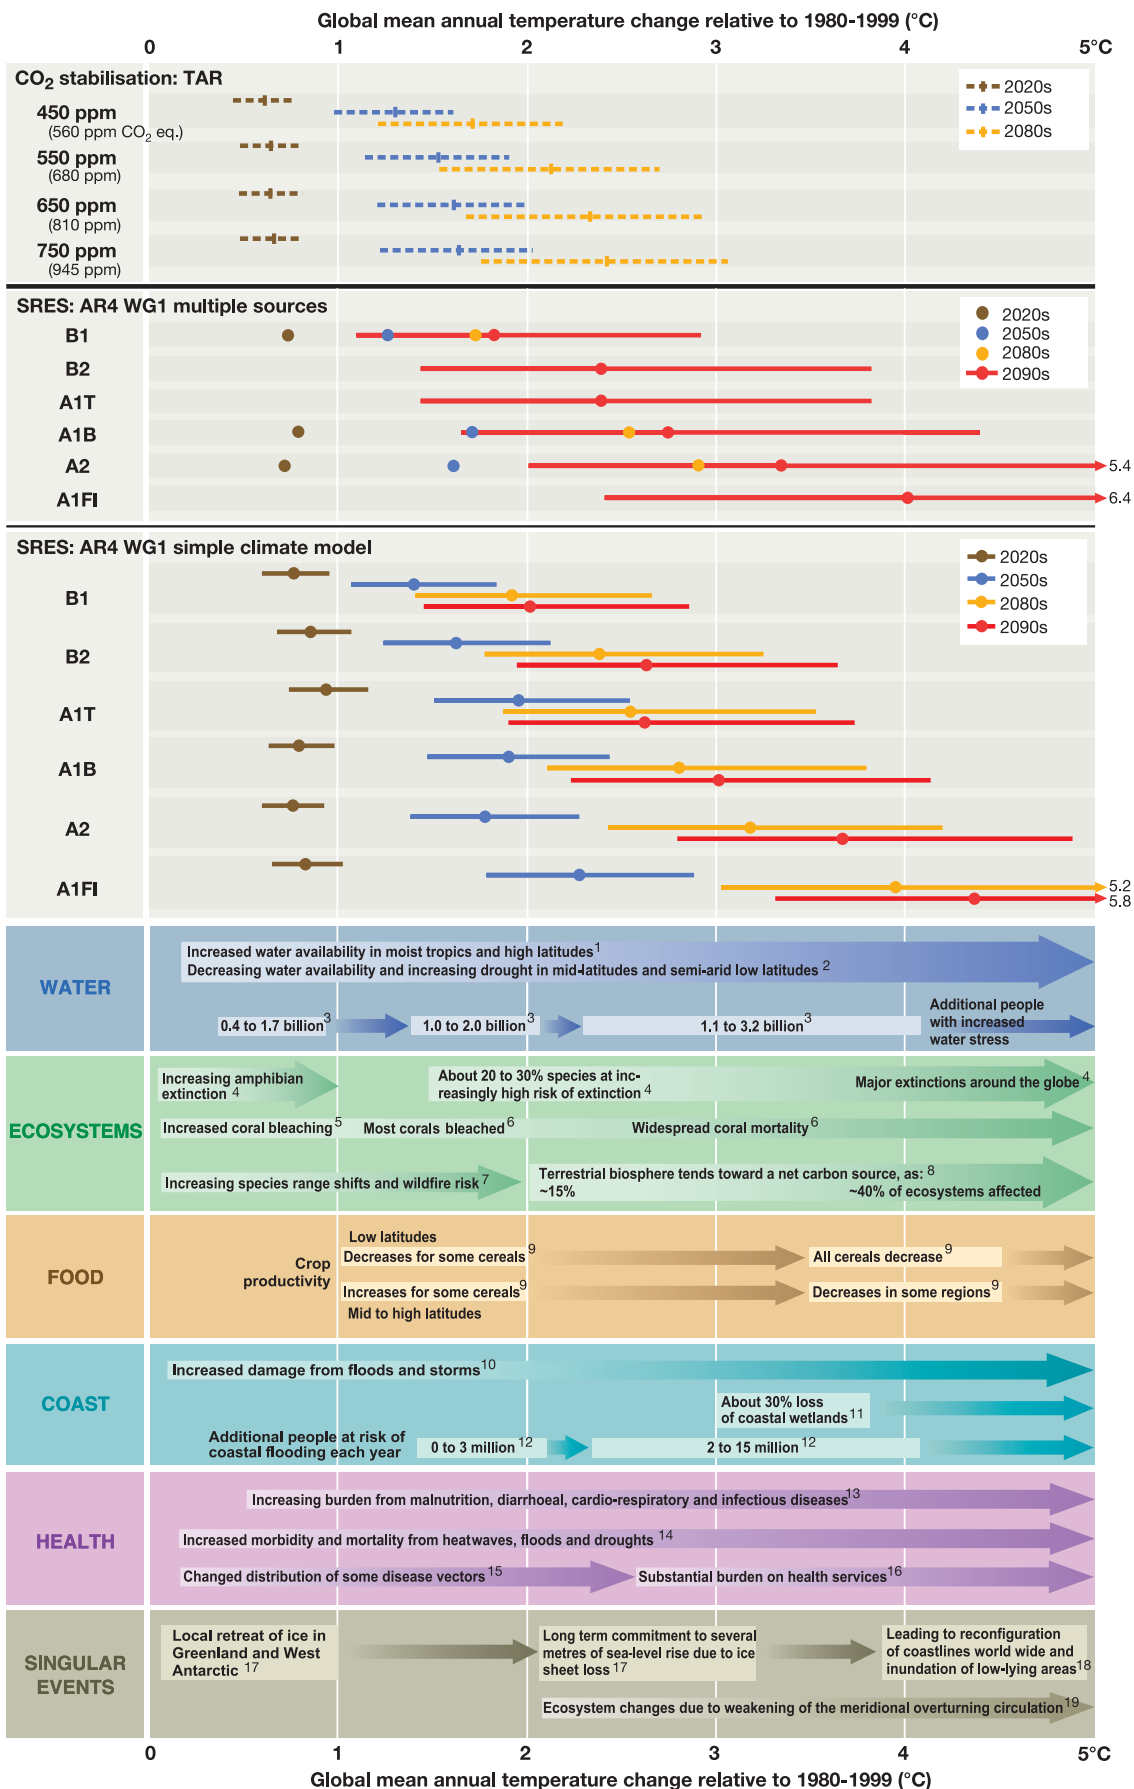 Global mean annual temperature change relative to 1980-1999 (°C)
0 1 2 3 4 5°C
CO2 stabilisation: TAR
2020s
2050s
2080s
450 ppm
(560 ppm CO2 eq.)
550 ppm
(680 ppm)
650 ppm
(810 ppm)
750 ppm
(945 ppm)
SRES: AR4 WG1 multiple sources
2020s
2050s
2080s
2090s
B1
B2
A1T
A1B
A2 5.4
A1FI 6.4
SRES: AR4 WG1 simple climate model
2020s
2050s
2080s
2090s
B1
B2
A1T
A1B
A2
A1FI
5.2
5.8
WATER
Increased water availability in moist tropics and high latitudes 1
Decreasing water availability and increasing drought in mid-latitudes and semi-arid low latitudes 2
0.4 to 1.7 billion 3 1.0 to 2.0 billion 3 1.1 to 3.2 billion 3
Additional people
with increased
water stress
ECOSYSTEMS
Increasing amphibian
extinction 4
About 20 to 30% species at inc-
reasingly high risk of extinction 4
Major extinctions around the globe 4
Increased coral bleaching 5 Most corals bleached 6 Widespread coral mortality 6
Increasing species range shifts and wildfire risk 7
Terrestrial biosphere tends toward a net carbon source, as: 8
~15% ~40% of ecosystems affected
FOOD
Crop
productivity
Low latitudes
Decreases for some cereals 9 All cereals decrease 9
Increases for some cereals 9 Decreases in some regions 9
Mid to high latitudes
COAST
Increased damage from floods and storms 10
About 30% loss
of coastal wetlands 11
Additional people at risk of
coastal flooding each year
0 to 3 million 12 2 to 15 million 12
HEALTH
Increasing burden from malnutrition, diarrhoeal, cardio-respiratory and infectious diseases 13
Increased morbidity and mortality from heatwaves, floods and droughts 14
Changed distribution of some disease vectors 15 Substantial burden on health services 16
SINGULAR
EVENTS
Local retreat of ice in
Greenland and West
Antarctic 17
Long term commitment to several
metres of sea-level rise due to ice
sheet loss 17
Leading to reconfiguration
of coastlines world wide and
inundation of low-lying areas 18
Ecosystem changes due to weakening of the meridional overturning circulation 19
0 1 2 3 4 5°C
Global mean annual temperature change relative to 1980-1999 (°C)